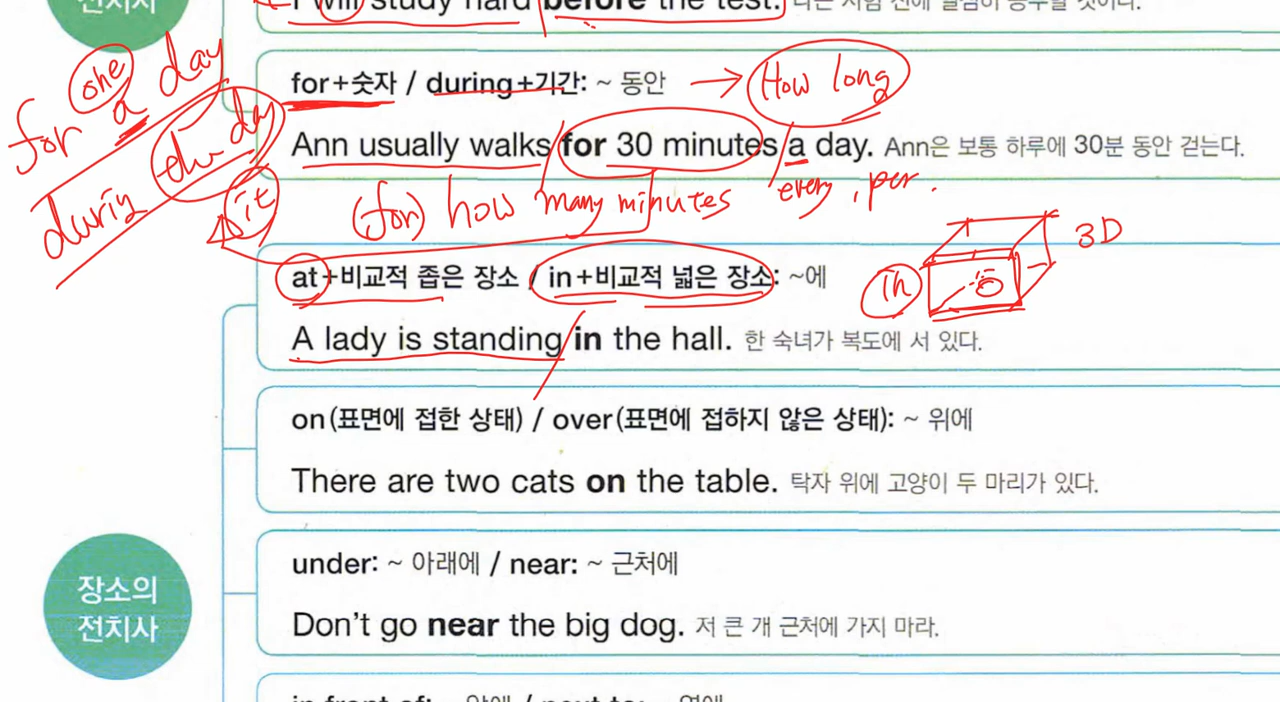 I will study hard before the test. 나는 시험 전에 열심히 공부할 것이다.
전치사
for+숫자 / during+기간: ~ 동안 → How long
for a day
one
during the day
it
Ann usually walks for 30 minutes a day. Ann은 보통 하루에 30분 동안 걷는다.
(for) how many minutes every, per.
at+비교적 좁은 장소 / in+비교적 넓은 장소: ~에
in 3D
A lady is standing in the hall. 한 숙녀가 복도에 서 있다.
on(표면에 접한 상태) / over(표면에 접하지 않은 상태): ~ 위에
There are two cats on the table. 탁자 위에 고양이 두 마리가 있다.
장소의
전치사
under: ~ 아래에 / near: ~ 근처에
Don't go near the big dog. 저 큰 개 근처에 가지 마라.
in front of: ~ 앞에 / next to: ~ 옆에